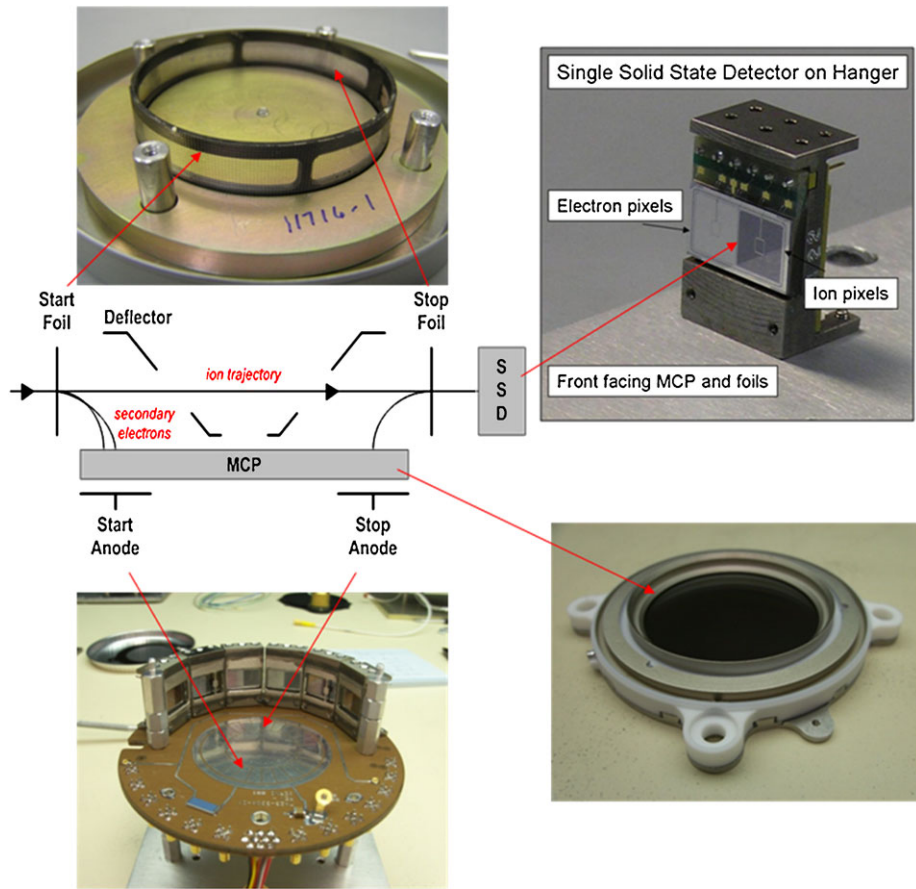 Single Solid State Detector on Hanger
Electron pixels
Ion pixels
Front facing MCP and foils
11716-1
Start
Foil
Deflector
Stop
Foil
ion trajectory
secondary
electrons
S
S
D
MCP
Start
Anode
Stop
Anode